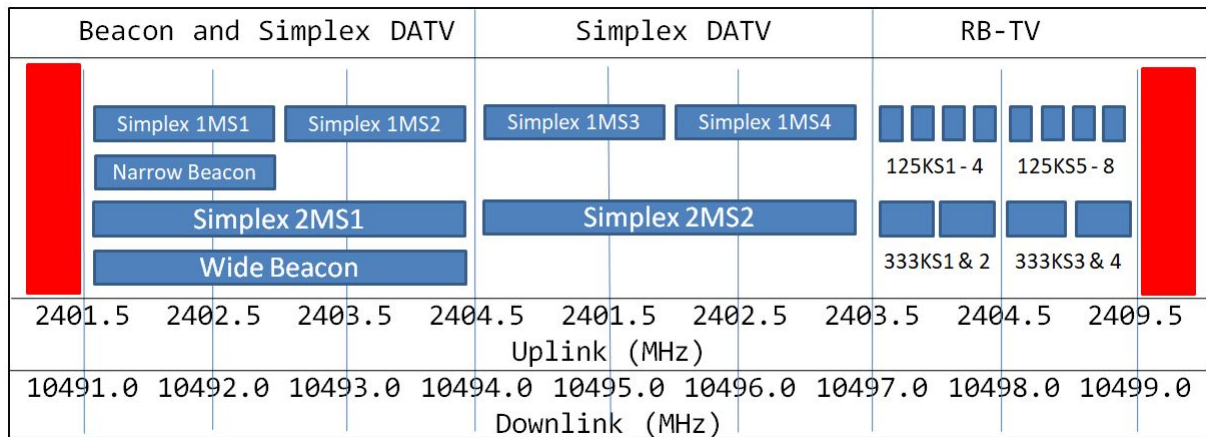 Beacon and Simplex DATV Simplex DATV RB-TV
Simplex 1MS1 Simplex 1MS2 Simplex 1MS3 Simplex 1MS4
Narrow Beacon 125KS1 - 4 125KS5 - 8
Simplex 2MS1 Simplex 2MS2
Wide Beacon 333KS1 & 2 333KS3 & 4
2401.5 2402.5 2403.5 2404.5 2401.5 2402.5 2403.5 2404.5 2409.5
Uplink (MHz)
10491.0 10492.0 10493.0 10494.0 10495.0 10496.0 10497.0 10498.0 10499.0
Downlink (MHz)